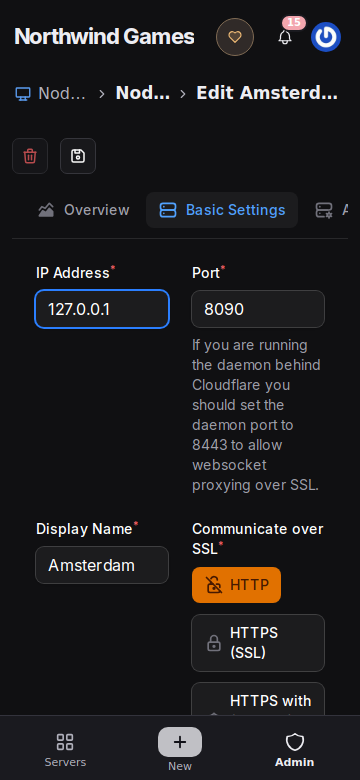 Northwind Games
15
Nod... › Nod... › Edit Amsterd...
Overview
Basic Settings
A
IP Address*
Port*
127.0.0.1
8090
If you are running
the daemon behind
Cloudflare you
should set the
daemon port to
8443 to allow
websocket
proxying over SSL.
Display Name*
Communicate over
SSL*
Amsterdam
HTTP
HTTPS
(SSL)
HTTPS with
Servers
New
Admin